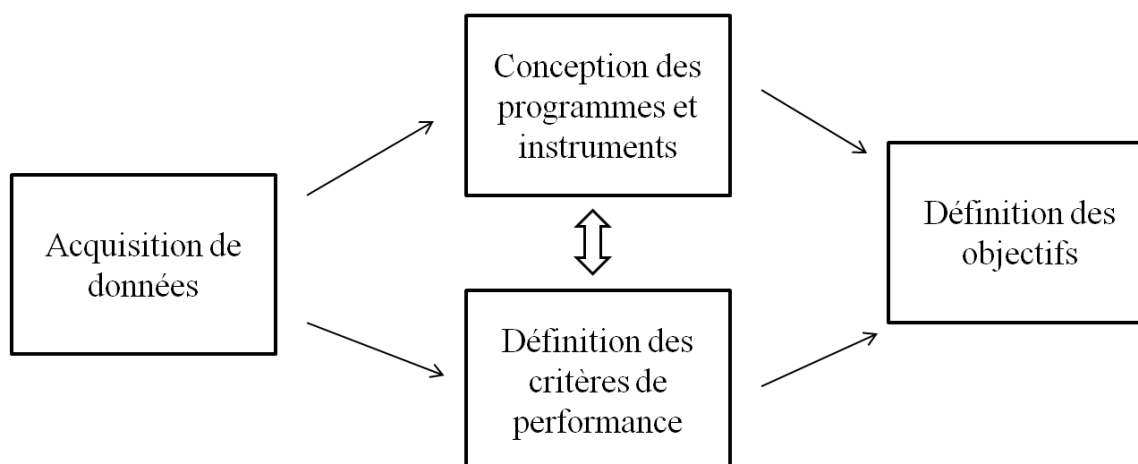 Conception des
programmes et
instruments
Acquisition de
données
Définition des
objectifs
Définition des
critères de
performance